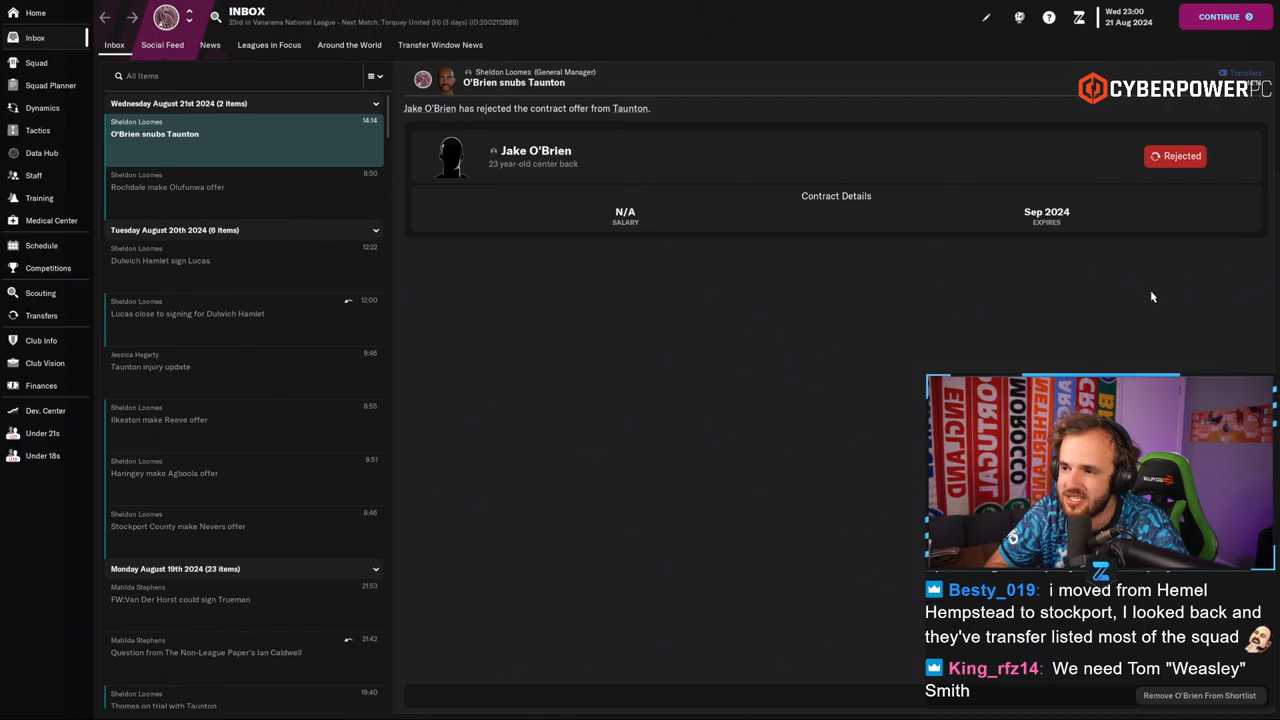 Home
Inbox
Squad
Squad Planner
Dynamics
Tactics
Data Hub
Staff
Training
Medical Center
Schedule
Competitions
Scouting
Transfers
Club Info
Club Vision
Finances
Dev. Center
Under 21s
Under 18s
INBOX
23rd in Vanarama National League - Next Match: Torquay United (H) (3 days) (ID:2002112889)
Wed 23:00
21 Aug 2024
CONTINUE
Inbox
Social Feed
News
Leagues in Focus
Around the World
Transfer Window News
All Items
Wednesday August 21st 2024 (2 items)
Sheldon Loomes 14:14
O'Brien snubs Taunton
Sheldon Loomes 8:50
Rochdale make Olufunwa offer
Tuesday August 20th 2024 (6 items)
Sheldon Loomes 12:22
Dulwich Hamlet sign Lucas
Sheldon Loomes 12:00
Lucas close to signing for Dulwich Hamlet
Jessica Hegarty 9:46
Taunton injury update
Sheldon Loomes 8:55
Ilkeston make Reeve offer
Sheldon Loomes 8:51
Haringey make Agboola offer
Sheldon Loomes 8:46
Stockport County make Nevers offer
Monday August 19th 2024 (23 items)
Matilda Stephens 21:53
FW:Van Der Horst could sign Trueman
Matilda Stephens 21:42
Question from The Non-League Paper's Ian Caldwell
Sheldon Loomes 19:40
Thomas on trial with Taunton
Sheldon Loomes (General Manager)
O'Brien snubs Taunton
Transfers
CYBERPOWERPC
Jake O'Brien has rejected the contract offer from Taunton.
Jake O'Brien
23 year-old center back
Rejected
Contract Details
N/A
SALARY
Sep 2024
EXPIRES
ENGLAND
PORTUGAL
MOROCCO
Besty_019: i moved from Hemel
Hempstead to stockport, I looked back and
they've transfer listed most of the squad
King_rfz14: We need Tom "Weasley"
Smith
Remove O'Brien From Shortlist